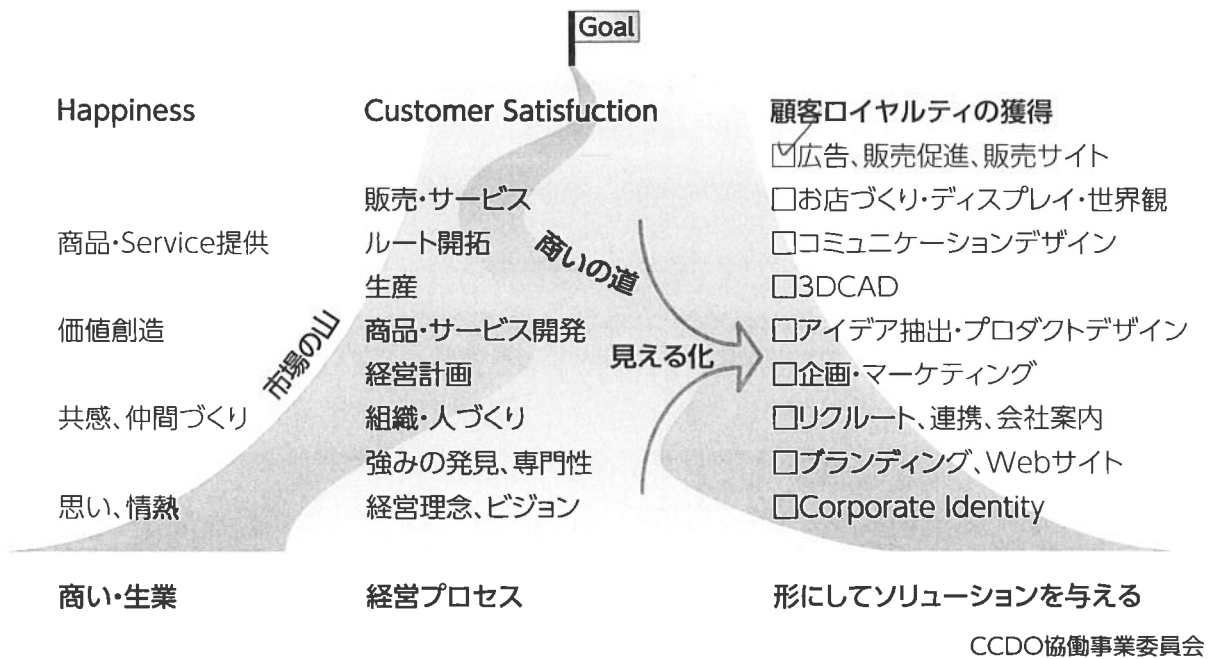 Goal
Happiness
Customer Satisfuction
顧客ロイヤルティの獲得
☑広告、販売促進、販売サイト
販売・サービス
□お店づくり・ディスプレイ・世界観
商品・Service提供
ルート開拓
□コミュニケーションデザイン
商いの道
生産
□3DCAD
価値創造
商品・サービス開発
□アイデア抽出・プロダクトデザイン
市場の山
見える化
経営計画
□企画・マーケティング
共感、仲間づくり
組織・人づくり
□リクルート、連携、会社案内
強みの発見、専門性
□ブランディング、Webサイト
思い、情熱
経営理念、ビジョン
□Corporate Identity
商い・生業
経営プロセス
形にしてソリューションを与える
CCDO協働事業委員会